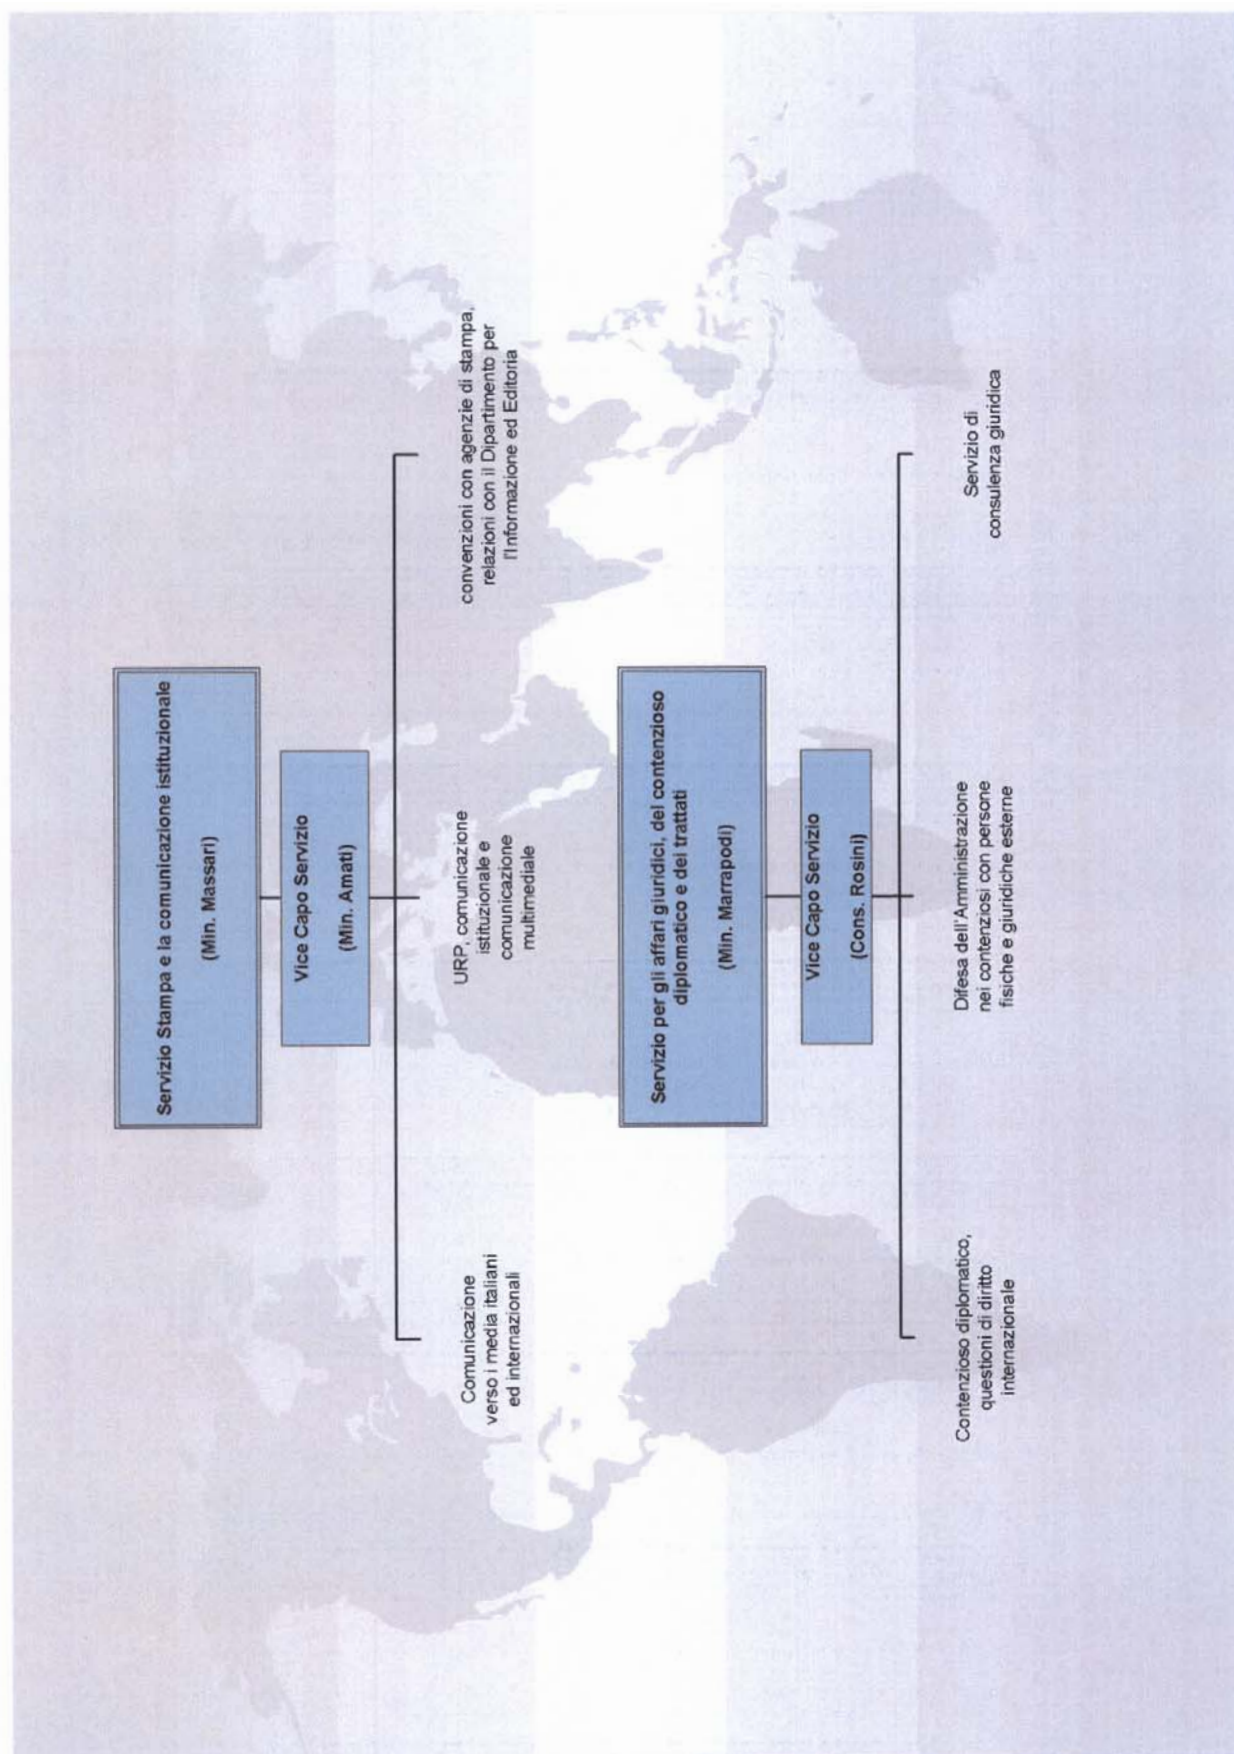 Servizio Stampa e la comunicazione istituzionale
(Min. Massari)
Vice Capo Servizio
(Min. Amati)
Comunicazione
verso i media italiani
ed internazionali
URP, comunicazione
istituzionale e
comunicazione
multimediale
convenzioni con agenzie di stampa,
relazioni con il Dipartimento per
l'Informazione ed Editoria
Servizio per gli affari giuridici, del contenzioso
diplomatico e dei trattati
(Min. Marrapodi)
Vice Capo Servizio
(Cons. Rosini)
Contenzioso diplomatico,
questioni di diritto
internazionale
Difesa dell'Amministrazione
nei contenziosi con persone
fisiche e giuridiche esterne
Servizio di
consulenza giuridica